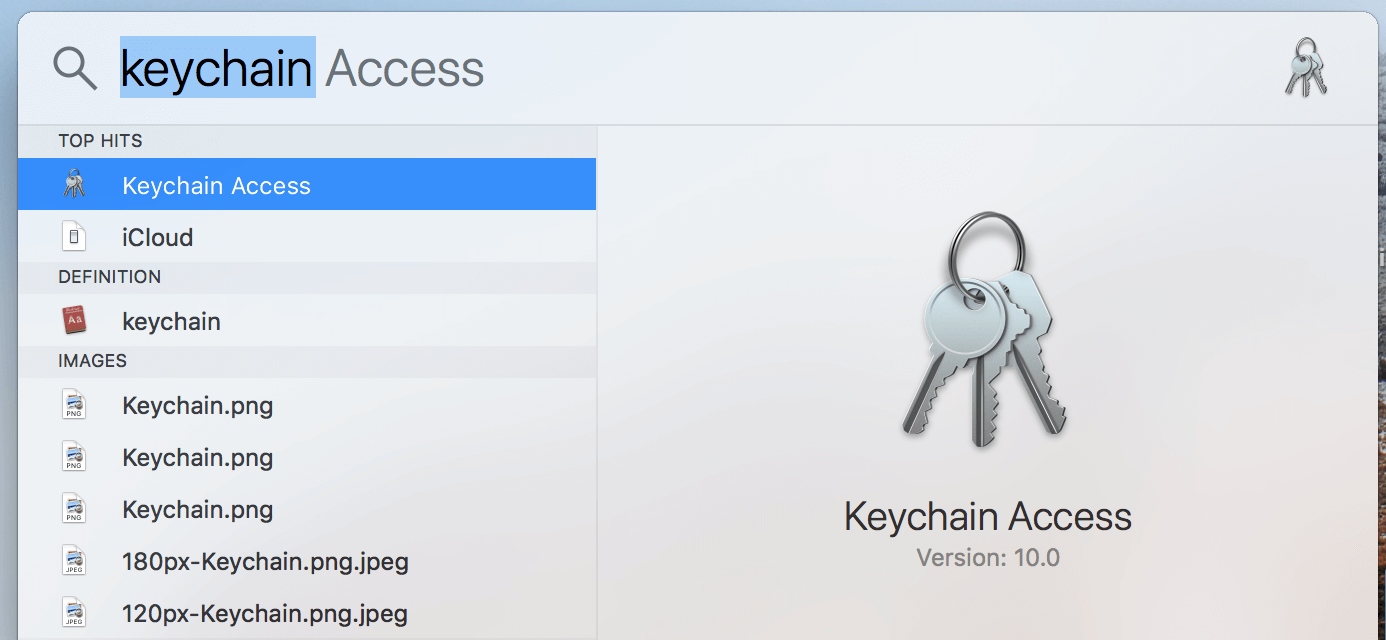 keychain Access
TOP HITS
Keychain Access
iCloud
DEFINITION
Aa
keychain
IMAGES
PNG
Keychain.png
PNG
Keychain.png
PNG
Keychain.png
JPEG
180px-Keychain.png.jpeg
JPEG
120px-Keychain.png.jpeg
Keychain Access
Version: 10.0